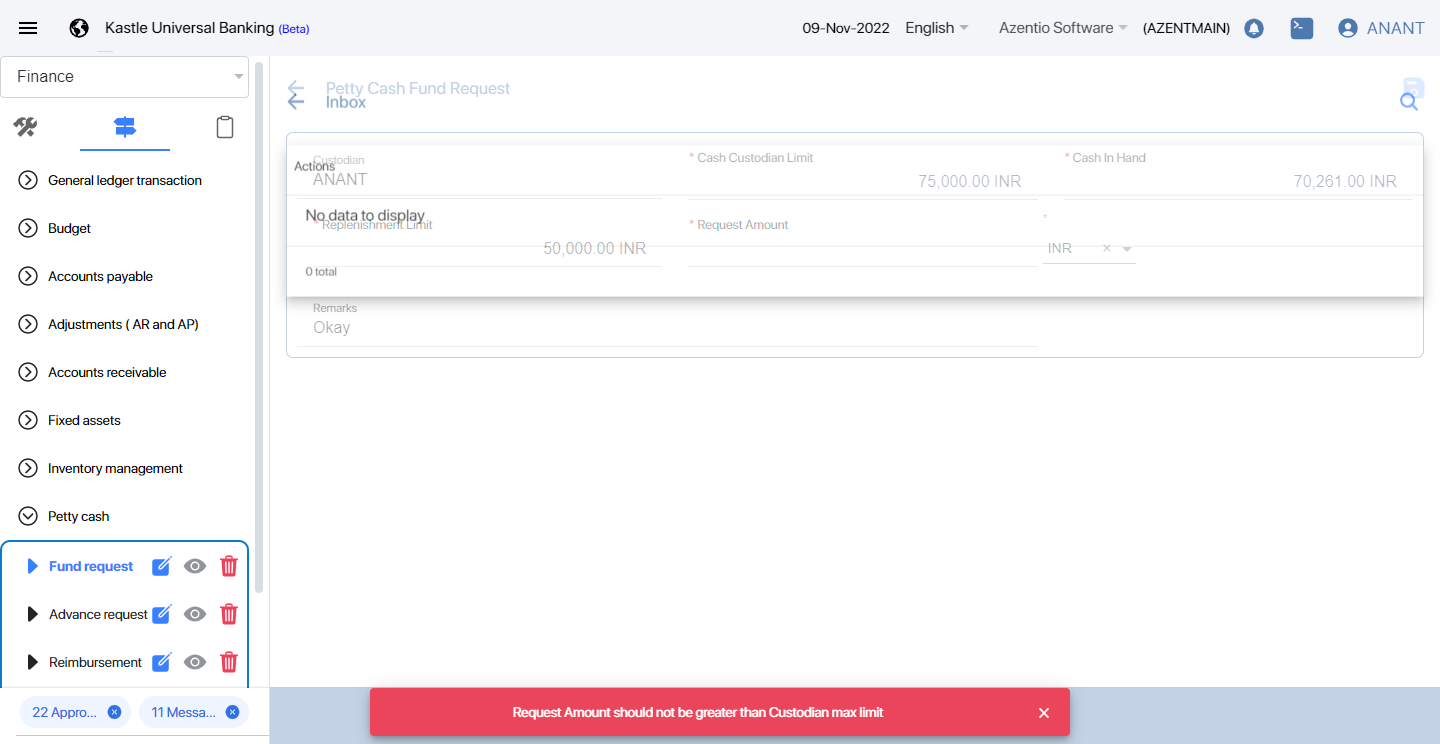 Kastle Universal Banking (Beta)
09-Nov-2022
English
Azentio Software
(AZENTMAIN)
ANANT
Finance
General ledger transaction
Budget
Accounts payable
Adjustments ( AR and AP)
Accounts receivable
Fixed assets
Inventory management
Petty cash
Fund request
Advance request
Reimbursement
22 Appro...
11 Messa...
Petty Cash Fund Request
Inbox
Custodian
Actions
ANANT
* Cash Custodian Limit
75,000.00 INR
* Cash In Hand
70,261.00 INR
No data to display
* Replenishment Limit
50,000.00 INR
* Request Amount
*
INR
0 total
Remarks
Okay
Request Amount should not be greater than Custodian max limit